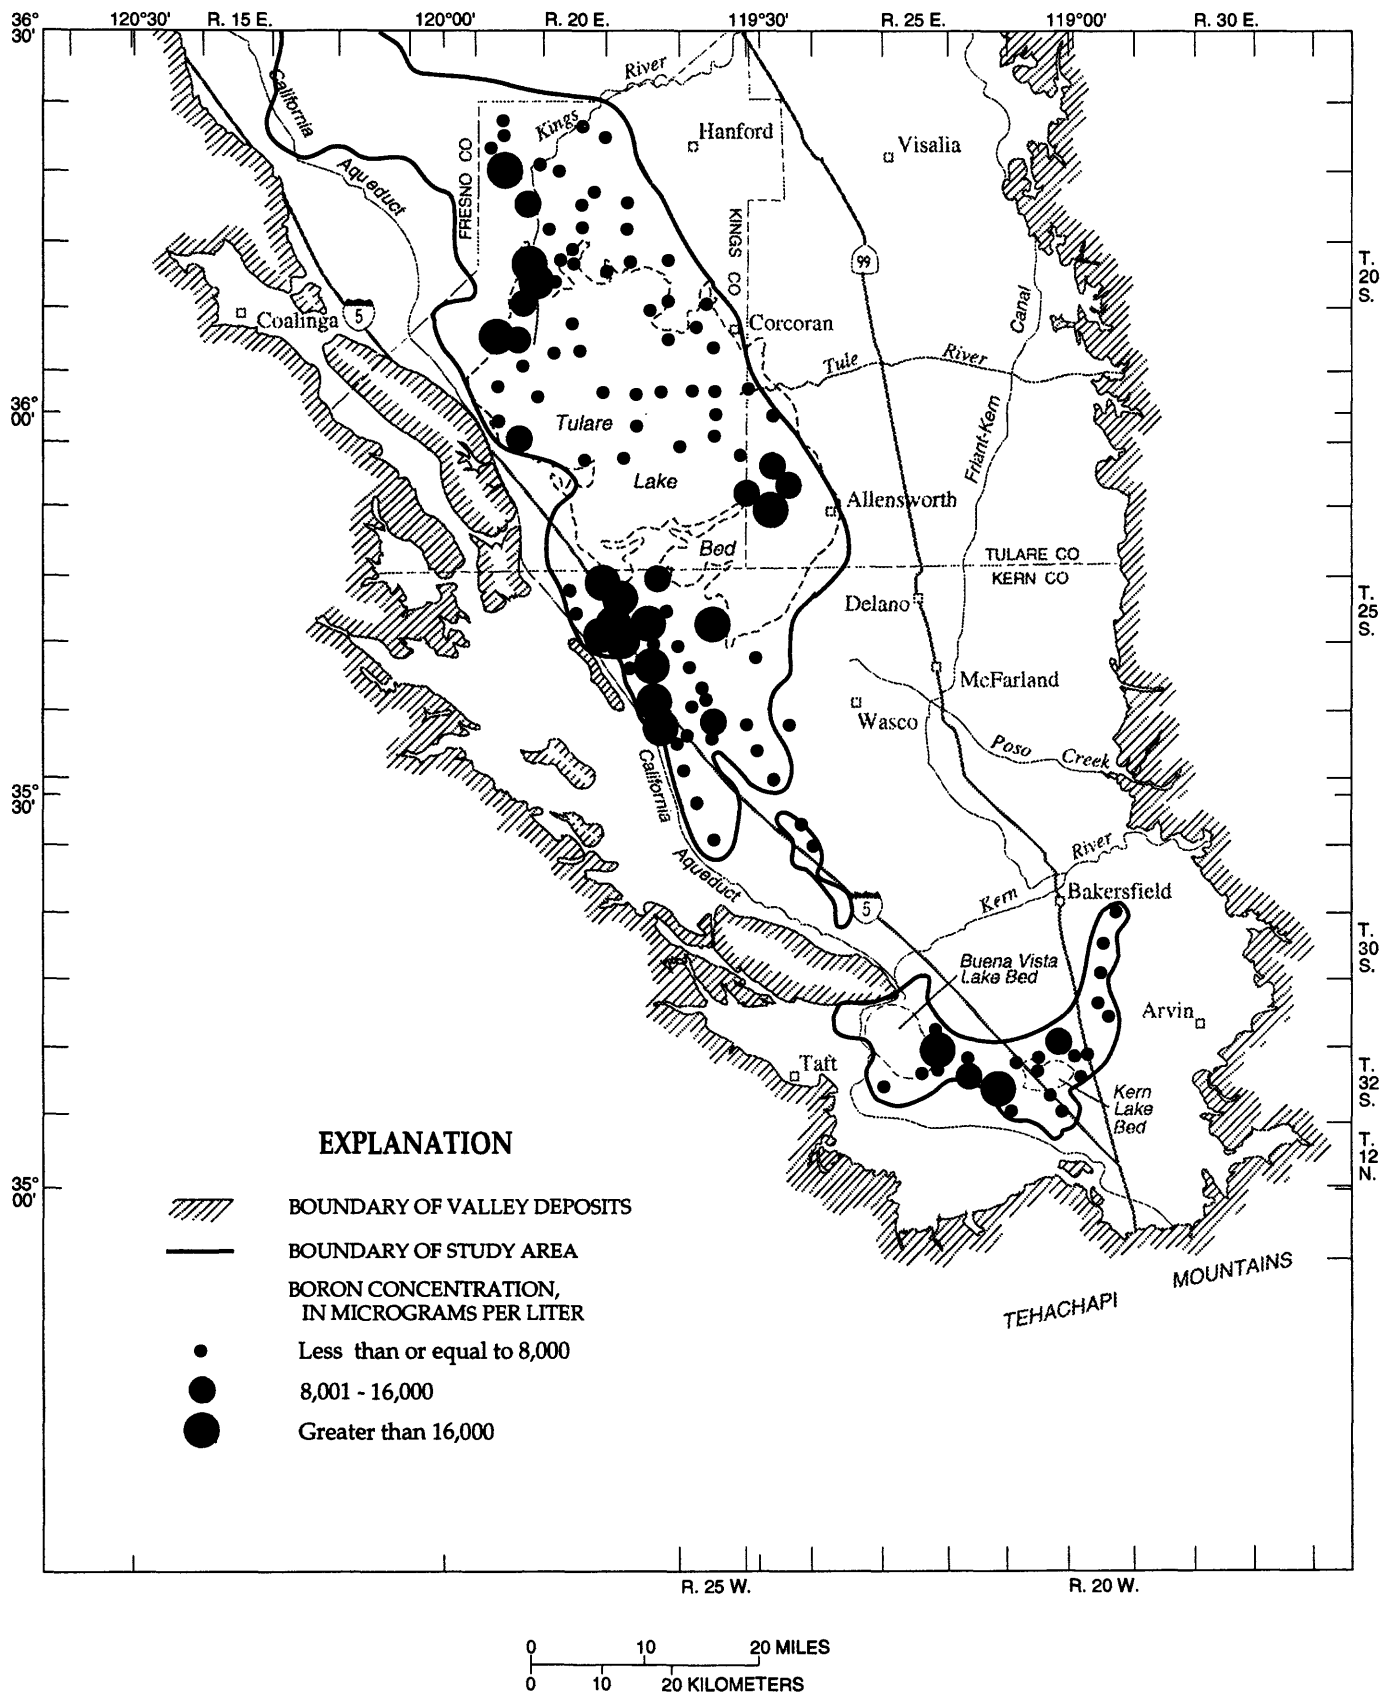 36°
30'
120°30'
R. 15 E.
120°00'
R. 20 E.
119°30'
R. 25 E.
119°00'
R. 30 E.
California
Aqueduct
River
Kings
FRESNO CO
Hanford
Visalia
KINGS CO
99
T.
20
S.
Coalinga
5
Corcoran
Canal
Tule
River
36°
00'
Tulare
Lake
Bed
Friant-Kern
Allensworth
TULARE CO
KERN CO
Delano
T.
25
S.
McFarland
Wasco
Poso
Creek
35°
30'
California
Aqueduct
River
Kern
Bakersfield
5
Buena Vista
Lake Bed
T.
30
S.
Arvin
Taft
Kern
Lake
Bed
T.
32
S.
T.
12
N.
35°
00'
EXPLANATION
BOUNDARY OF VALLEY DEPOSITS
BOUNDARY OF STUDY AREA
BORON CONCENTRATION,
IN MICROGRAMS PER LITER
Less than or equal to 8,000
8,001 - 16,000
Greater than 16,000
TEHACHAPI
MOUNTAINS
R. 25 W.
R. 20 W.
0
10
20 MILES
0
10
20 KILOMETERS